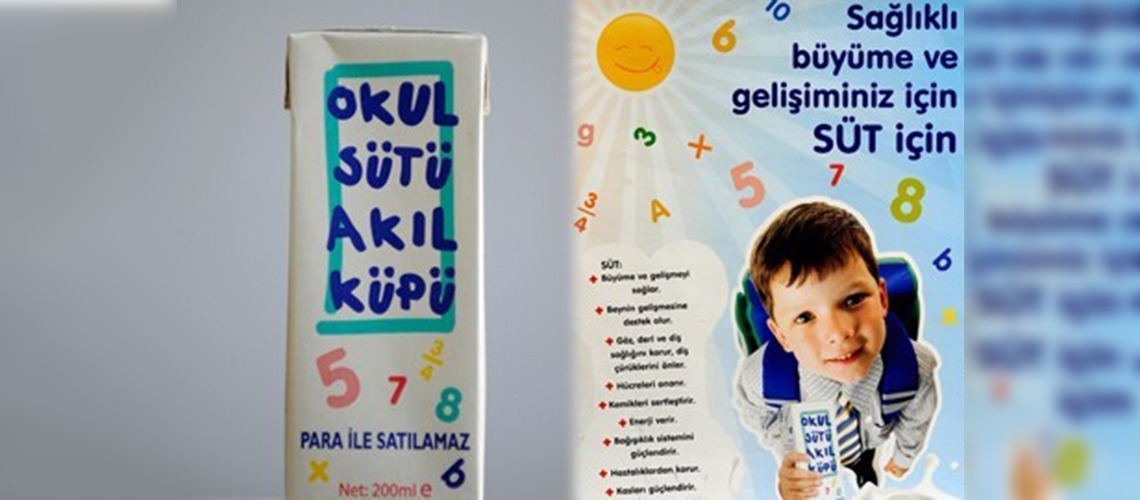 OKUL
SÜTÜ
AKIL
KÜPÜ
5
7
4/3
8
PARA İLE SATILAMAZ
x
6
Net: 200ml e
10
6
Sağlıklı
büyüme ve
gelişiminiz için
SÜT için
g
3
+
5
7
8
4/3
A
6
x
SÜT:
+ Büyüme ve gelişmeyi
sağlar.
+ Beynin gelişmesine
destek olur.
+ Göz, deri ve diş
sağlığını korur, diş
çürüklerini önler.
+ Hücreleri onarır.
+ Kemikleri sertleştirir.
+ Enerji verir.
+ Bağışıklık sistemini
güçlendirir.
+ Hastalıklardan korur.
+ Kasları güçlendirir.
OKUL
SÜTÜ
AKIL
KÜPÜ